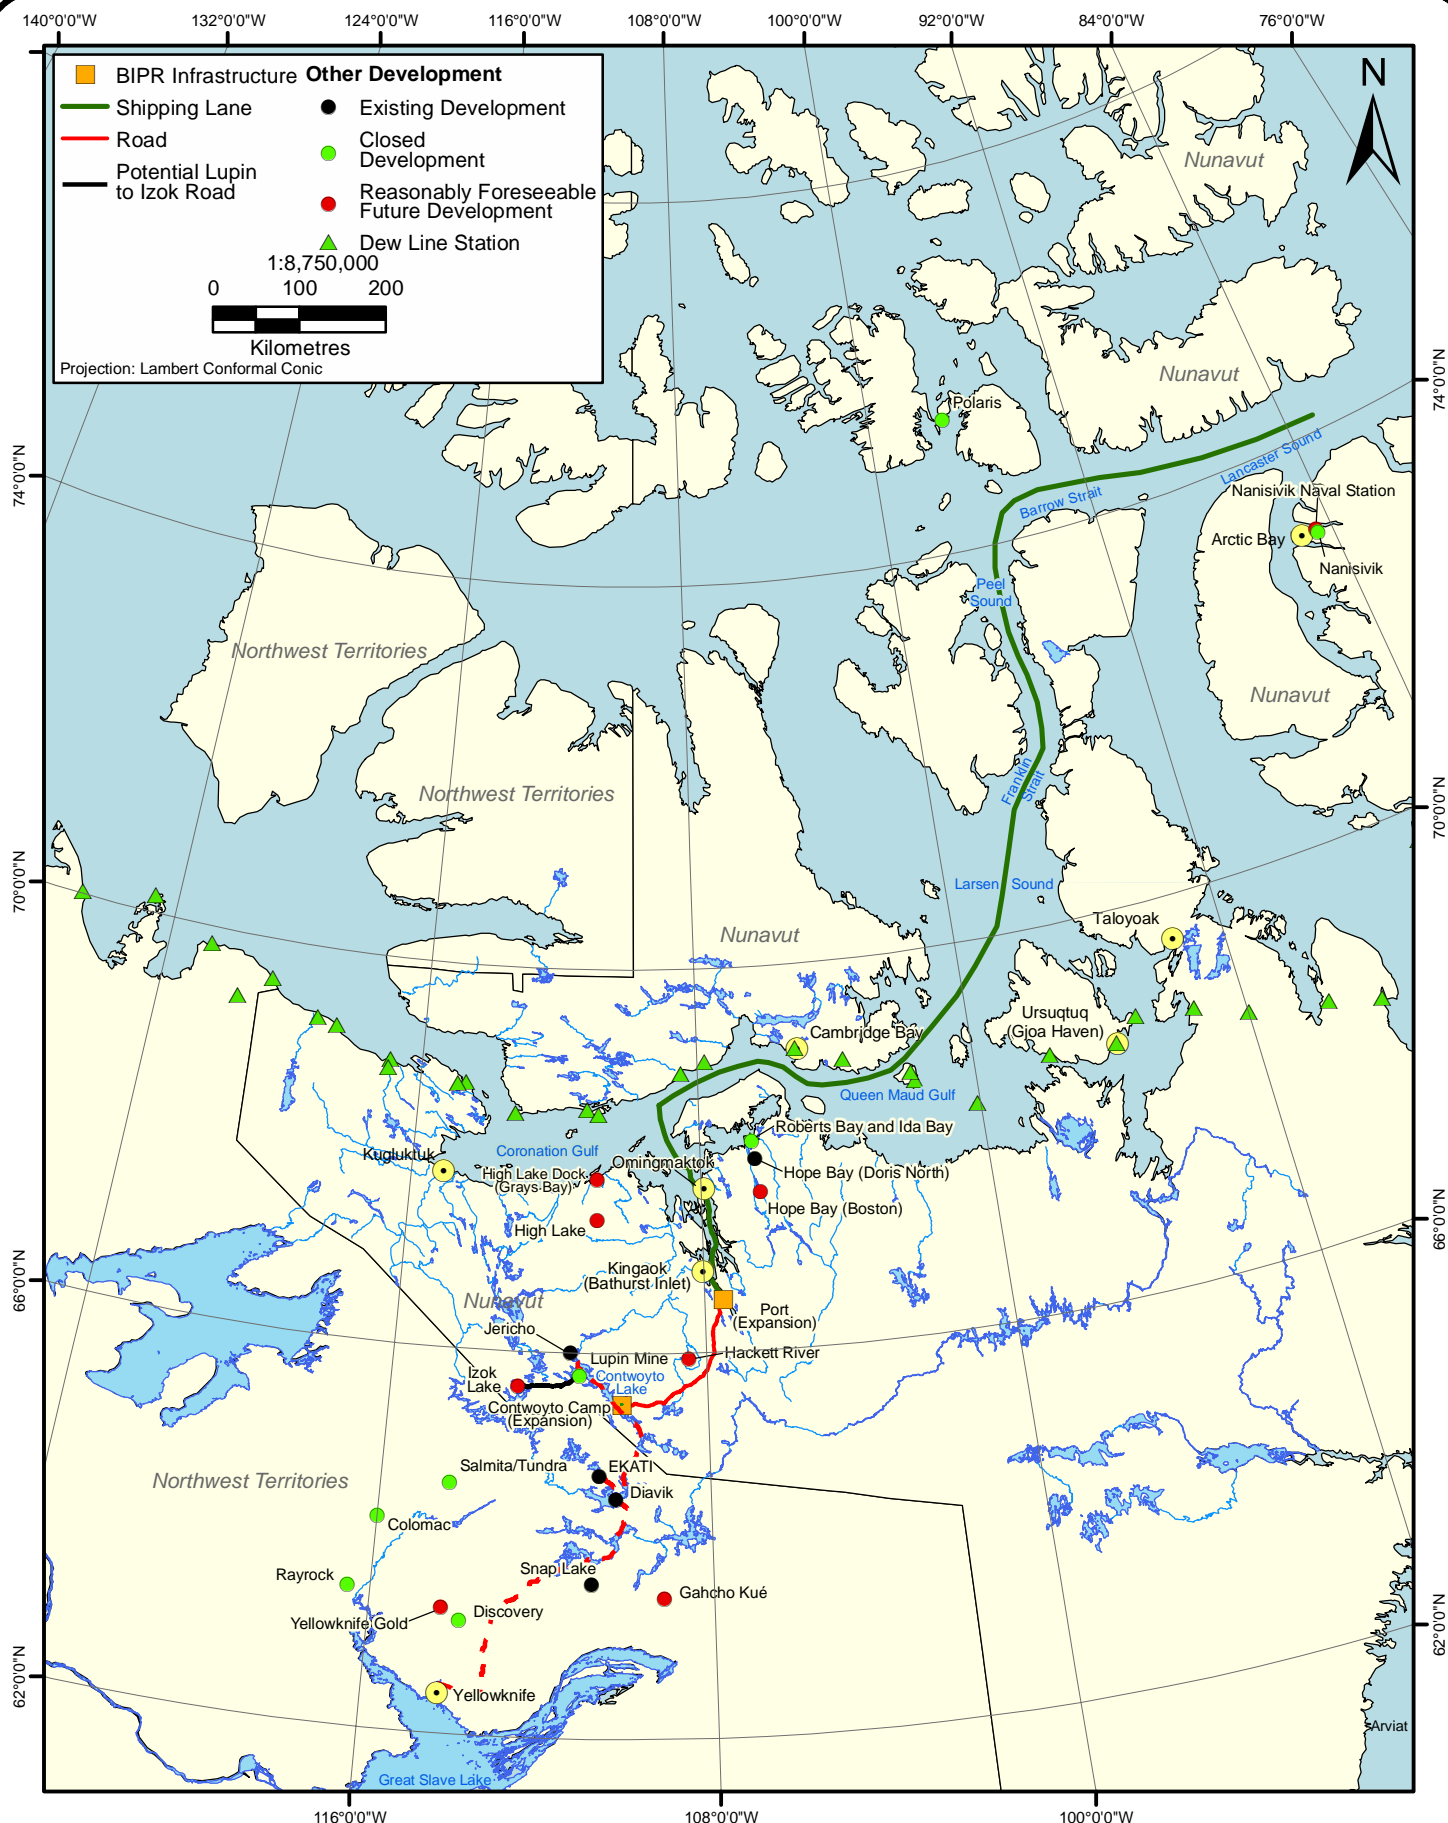 140°0'0"W 132°0'0"W 124°0'0"W 116°0'0"W 108°0'0"W 100°0'0"W 92°0'0"W 84°0'0"W 76°0'0"W
BIPR Infrastructure
Shipping Lane
Road
Potential Lupin
to Izok Road
Other Development
Existing Development
Closed
Development
Reasonably Foreseeable
Future Development
Dew Line Station
1:8,750,000
0 100 200
Kilometres
Projection: Lambert Conformal Conic
N
Nunavut
Nunavut
74°0'0"N
Polaris
Lancaster Sound
74°0'0"N
Barrow Strait
Nanisivik Naval Station
Arctic Bay
Nanisivik
Peel
Sound
Northwest Territories
Nunavut
Northwest Territories
Franklin
Strait
70°0'0"N
70°0'0"N
Larsen Sound
Taloyoak
Nunavut
Ursuqtuq
(Gjoa Haven)
Cambridge Bay
Queen Maud Gulf
Roberts Bay and Ida Bay
Coronation Gulf
Kugluktuk
Omingmaktok
High Lake Dock
(Grays Bay)
Hope Bay (Doris North)
Hope Bay (Boston)
High Lake
68°0'0"N
66°0'0"N
Kingaok
(Bathurst Inlet)
Nunavut
Port
(Expansion)
Jericho
Lupin Mine
Hackett River
Izok
Lake
Contwoyto
Lake
Contwoyto Camp
(Expansion)
Salmita/Tundra
EKATI
Northwest Territories
Diavik
Colomac
Snap Lake
Rayrock
Gahcho Kué
Discovery
Yellowknife Gold
62°0'0"N
62°0'0"N
Yellowknife
Arviat
Great Slave Lake
116°0'0"W 108°0'0"W 100°0'0"W